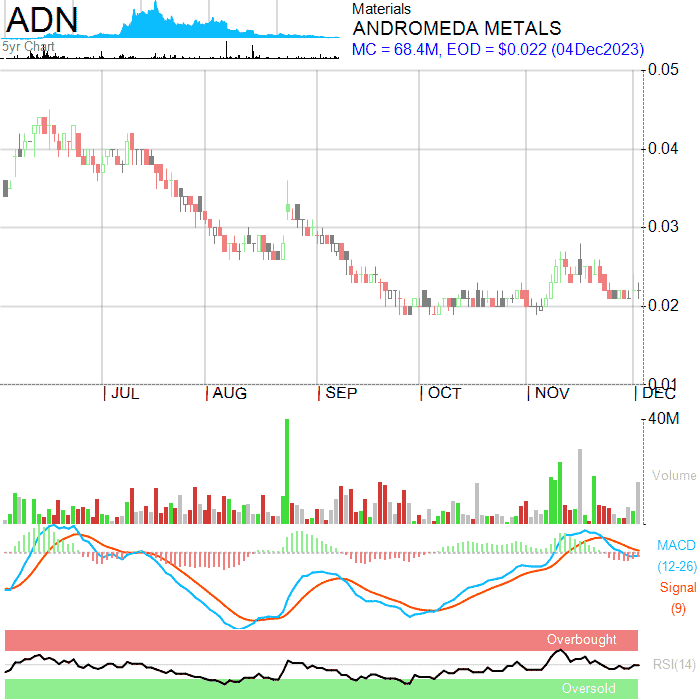 ADN
5yr Chart
Materials
ANDROMEDA METALS
MC = 68.4M, EOD = $0.022 (04Dec2023)
0.05
0.04
0.03
0.02
0.01
JUL
AUG
SEP
OCT
NOV
DEC
40M
Volume
MACD
(12-26)
Signal
(9)
Overbought
RSI(14)
Oversold